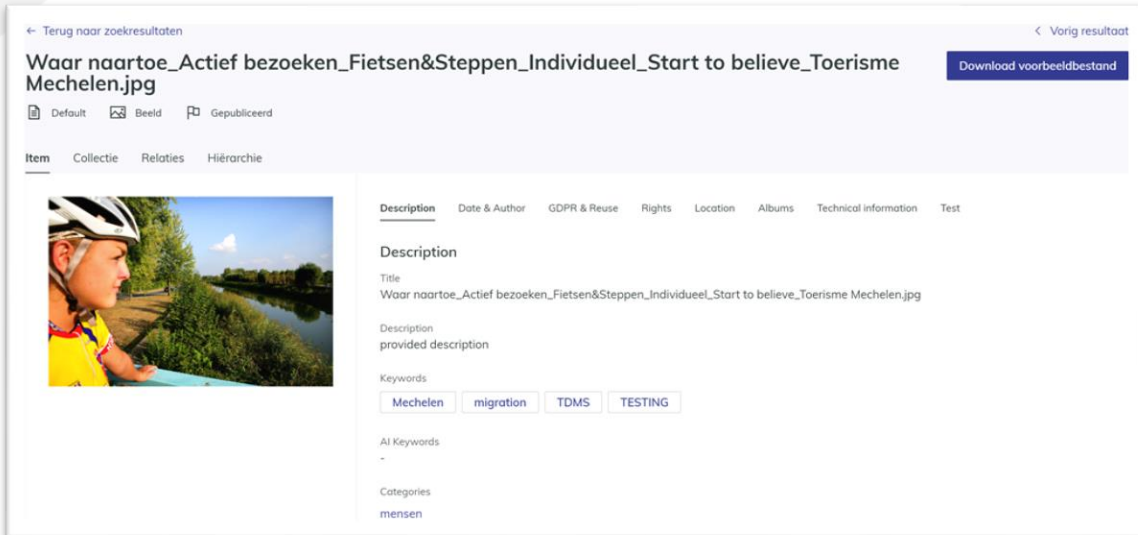 ← Terug naar zoekresultaten
< Vorig resultaat
Waar naartoe_Actief bezoeken_Fietsen&Steppen_Individueel_Start to believe_Toerisme
Mechelen.jpg
Download voorbeeldbestand
Default Beeld Gepubliceerd
Item Collectie Relaties Hiërarchie
Description Date & Author GDPR & Reuse Rights Location Albums Technical information Test
Description
Title
Waar naartoe_Actief bezoeken_Fietsen&Steppen_Individueel_Start to believe_Toerisme Mechelen.jpg
Description
provided description
Keywords
Mechelen migration TDMS TESTING
AI Keywords
-
Categories
mensen